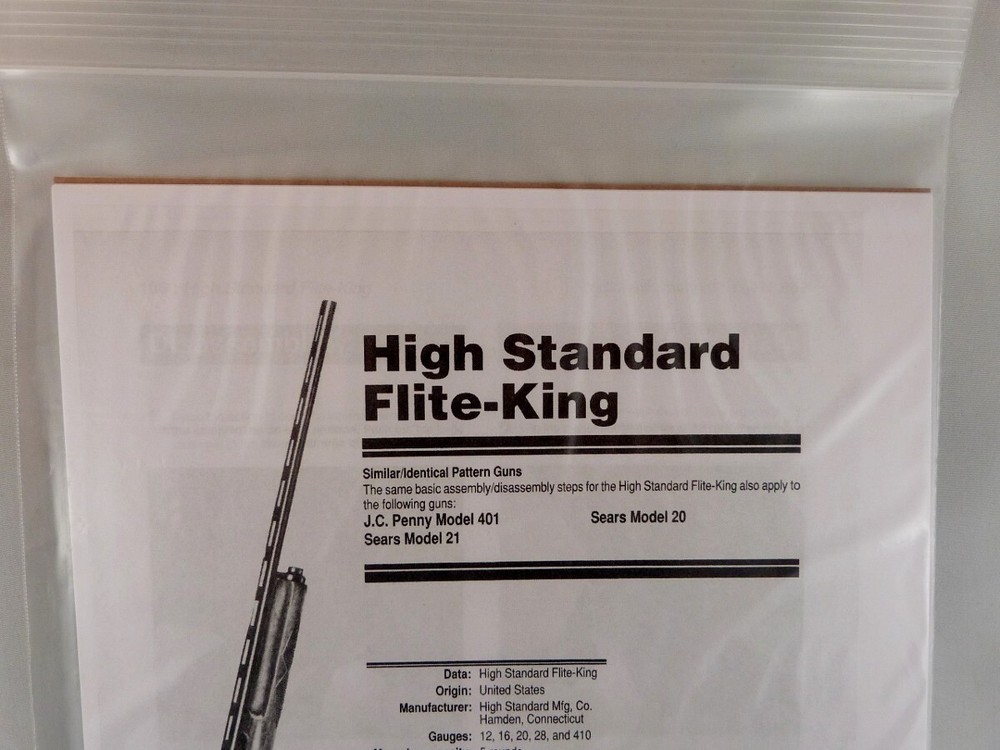 High Standard
Flite-King
Similar/Identical Pattern Guns
The same basic assembly/disassembly steps for the High Standard Flite-King also apply to
the following guns:
J.C. Penny Model 401 Sears Model 20
Sears Model 21
Data: High Standard Flite-King
Origin: United States
Manufacturer: High Standard Mfg, Co.
Hamden, Connecticut
Gauges: 12, 16, 20, 28, and 410